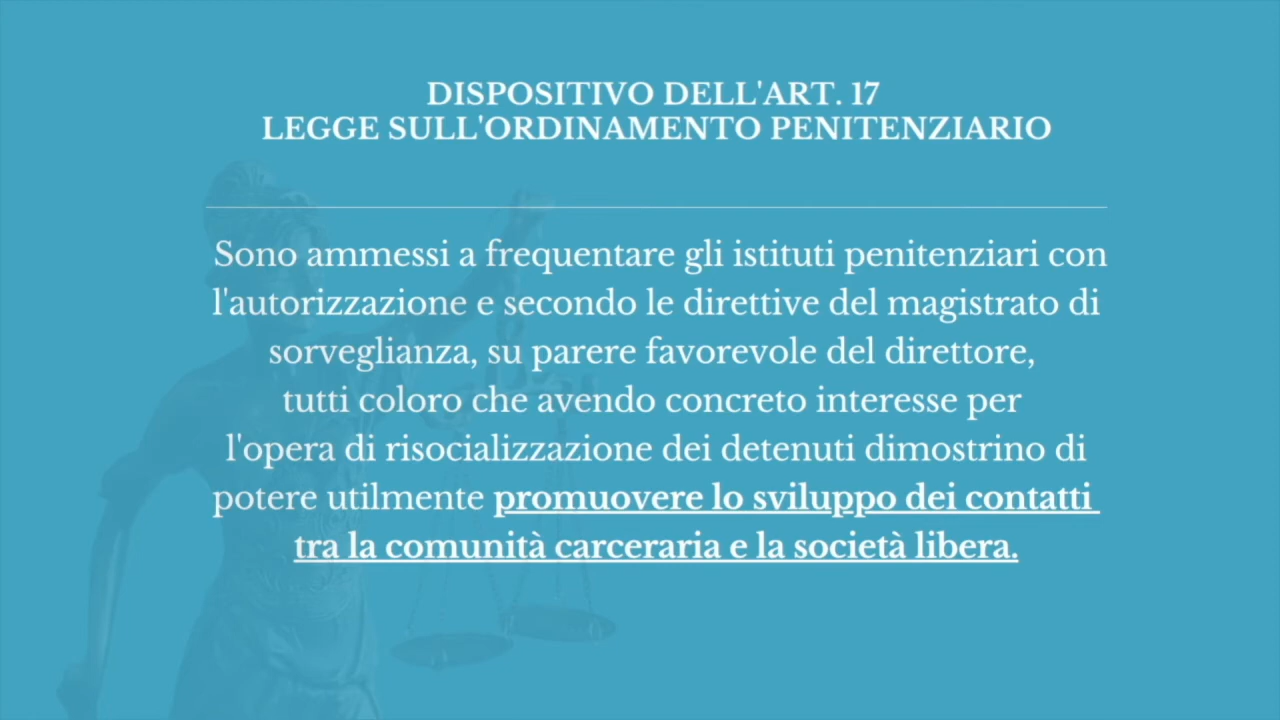 DISPOSITIVO DELL'ART. 17
LEGGE SULL'ORDINAMENTO PENITENZIARIO
Sono ammessi a frequentare gli istituti penitenziari con
l'autorizzazione e secondo le direttive del magistrato di
sorveglianza, su parere favorevole del direttore,
tutti coloro che avendo concreto interesse per
l'opera di risocializzazione dei detenuti dimostrino di
potere utilmente promuovere lo sviluppo dei contatti
tra la comunità carceraria e la società libera.